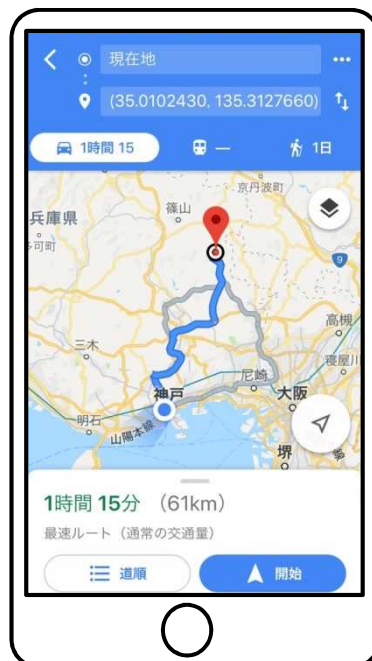 現在地
(35.0102430, 135.3127660)
1時間 15
—
1日
京丹波町
篠山
兵庫県
多可町
9
高槻
三木
寝屋川
尼崎
神戸
大阪
明石
山陽本線
堺
1時間 15分 (61km)
最速ルート(通常の交通量)
道順
開始